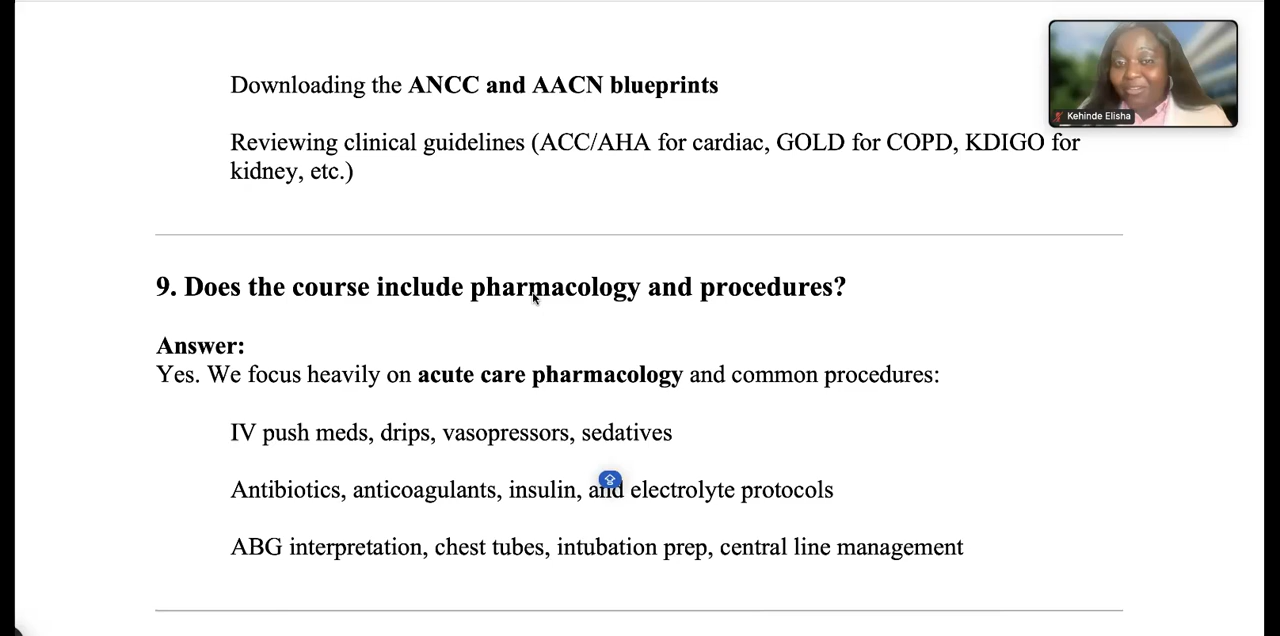 Downloading the ANCC and AACN blueprints
Kehinde Elisha
Reviewing clinical guidelines (ACC/AHA for cardiac, GOLD for COPD, KDIGO for
kidney, etc.)
9. Does the course include pharmacology and procedures?
Answer:
Yes. We focus heavily on acute care pharmacology and common procedures:
IV push meds, drips, vasopressors, sedatives
Antibiotics, anticoagulants, insulin, and electrolyte protocols
ABG interpretation, chest tubes, intubation prep, central line management